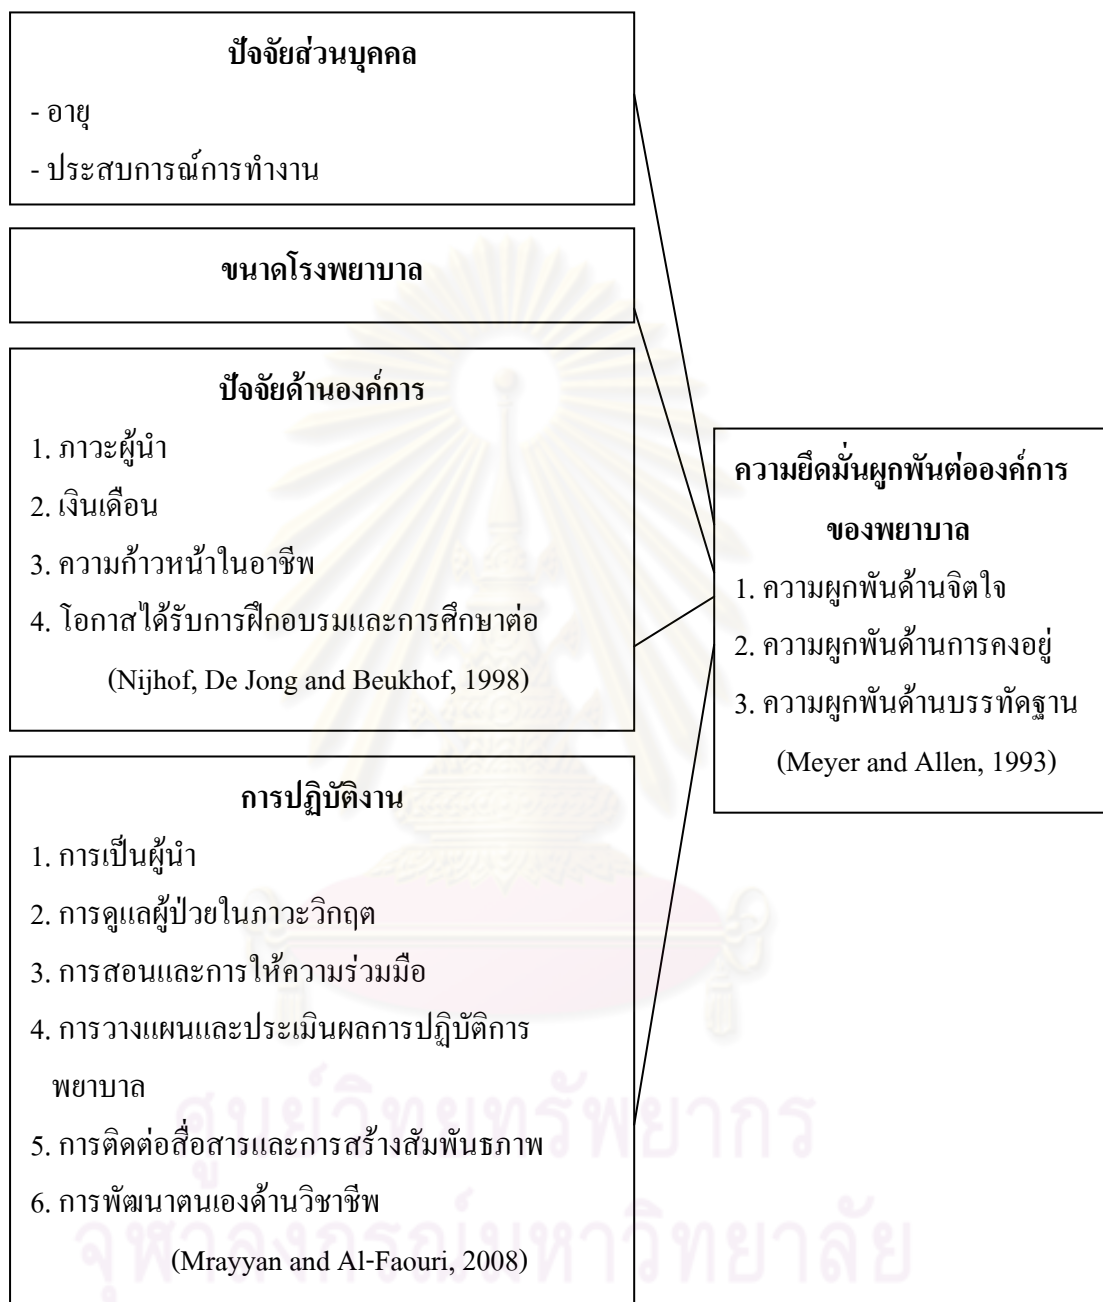 ปัจจัยส่วนบุคคล
- อายุ
- ประสบการณ์การทำงาน
ขนาดโรงพยาบาล
ปัจจัยด้านองค์การ
1. ภาวะผู้นำ
2. เงินเดือน
3. ความก้าวหน้าในอาชีพ
4. โอกาสได้รับการฝึกอบรมและการศึกษาต่อ
(Nijhof, De Jong and Beukhof, 1998)
การปฏิบัติงาน
1. การเป็นผู้นำ
2. การดูแลผู้ป่วยในภาวะวิกฤต
3. การสอนและการให้ความร่วมมือ
4. การวางแผนและประเมินผลการปฏิบัติการ
พยาบาล
5. การติดต่อสื่อสารและการสร้างสัมพันธภาพ
6. การพัฒนาตนเองด้านวิชาชีพ
(Mrayyan and Al-Faouri, 2008)
ความยึดมั่นผูกพันต่อองค์การ
ของพยาบาล
1. ความผูกพันด้านจิตใจ
2. ความผูกพันด้านการคงอยู่
3. ความผูกพันด้านบรรทัดฐาน
(Meyer and Allen, 1993)
ศูนย์วิทยทรัพยากร
จุฬาลงกรณ์มหาวิทยาลัย